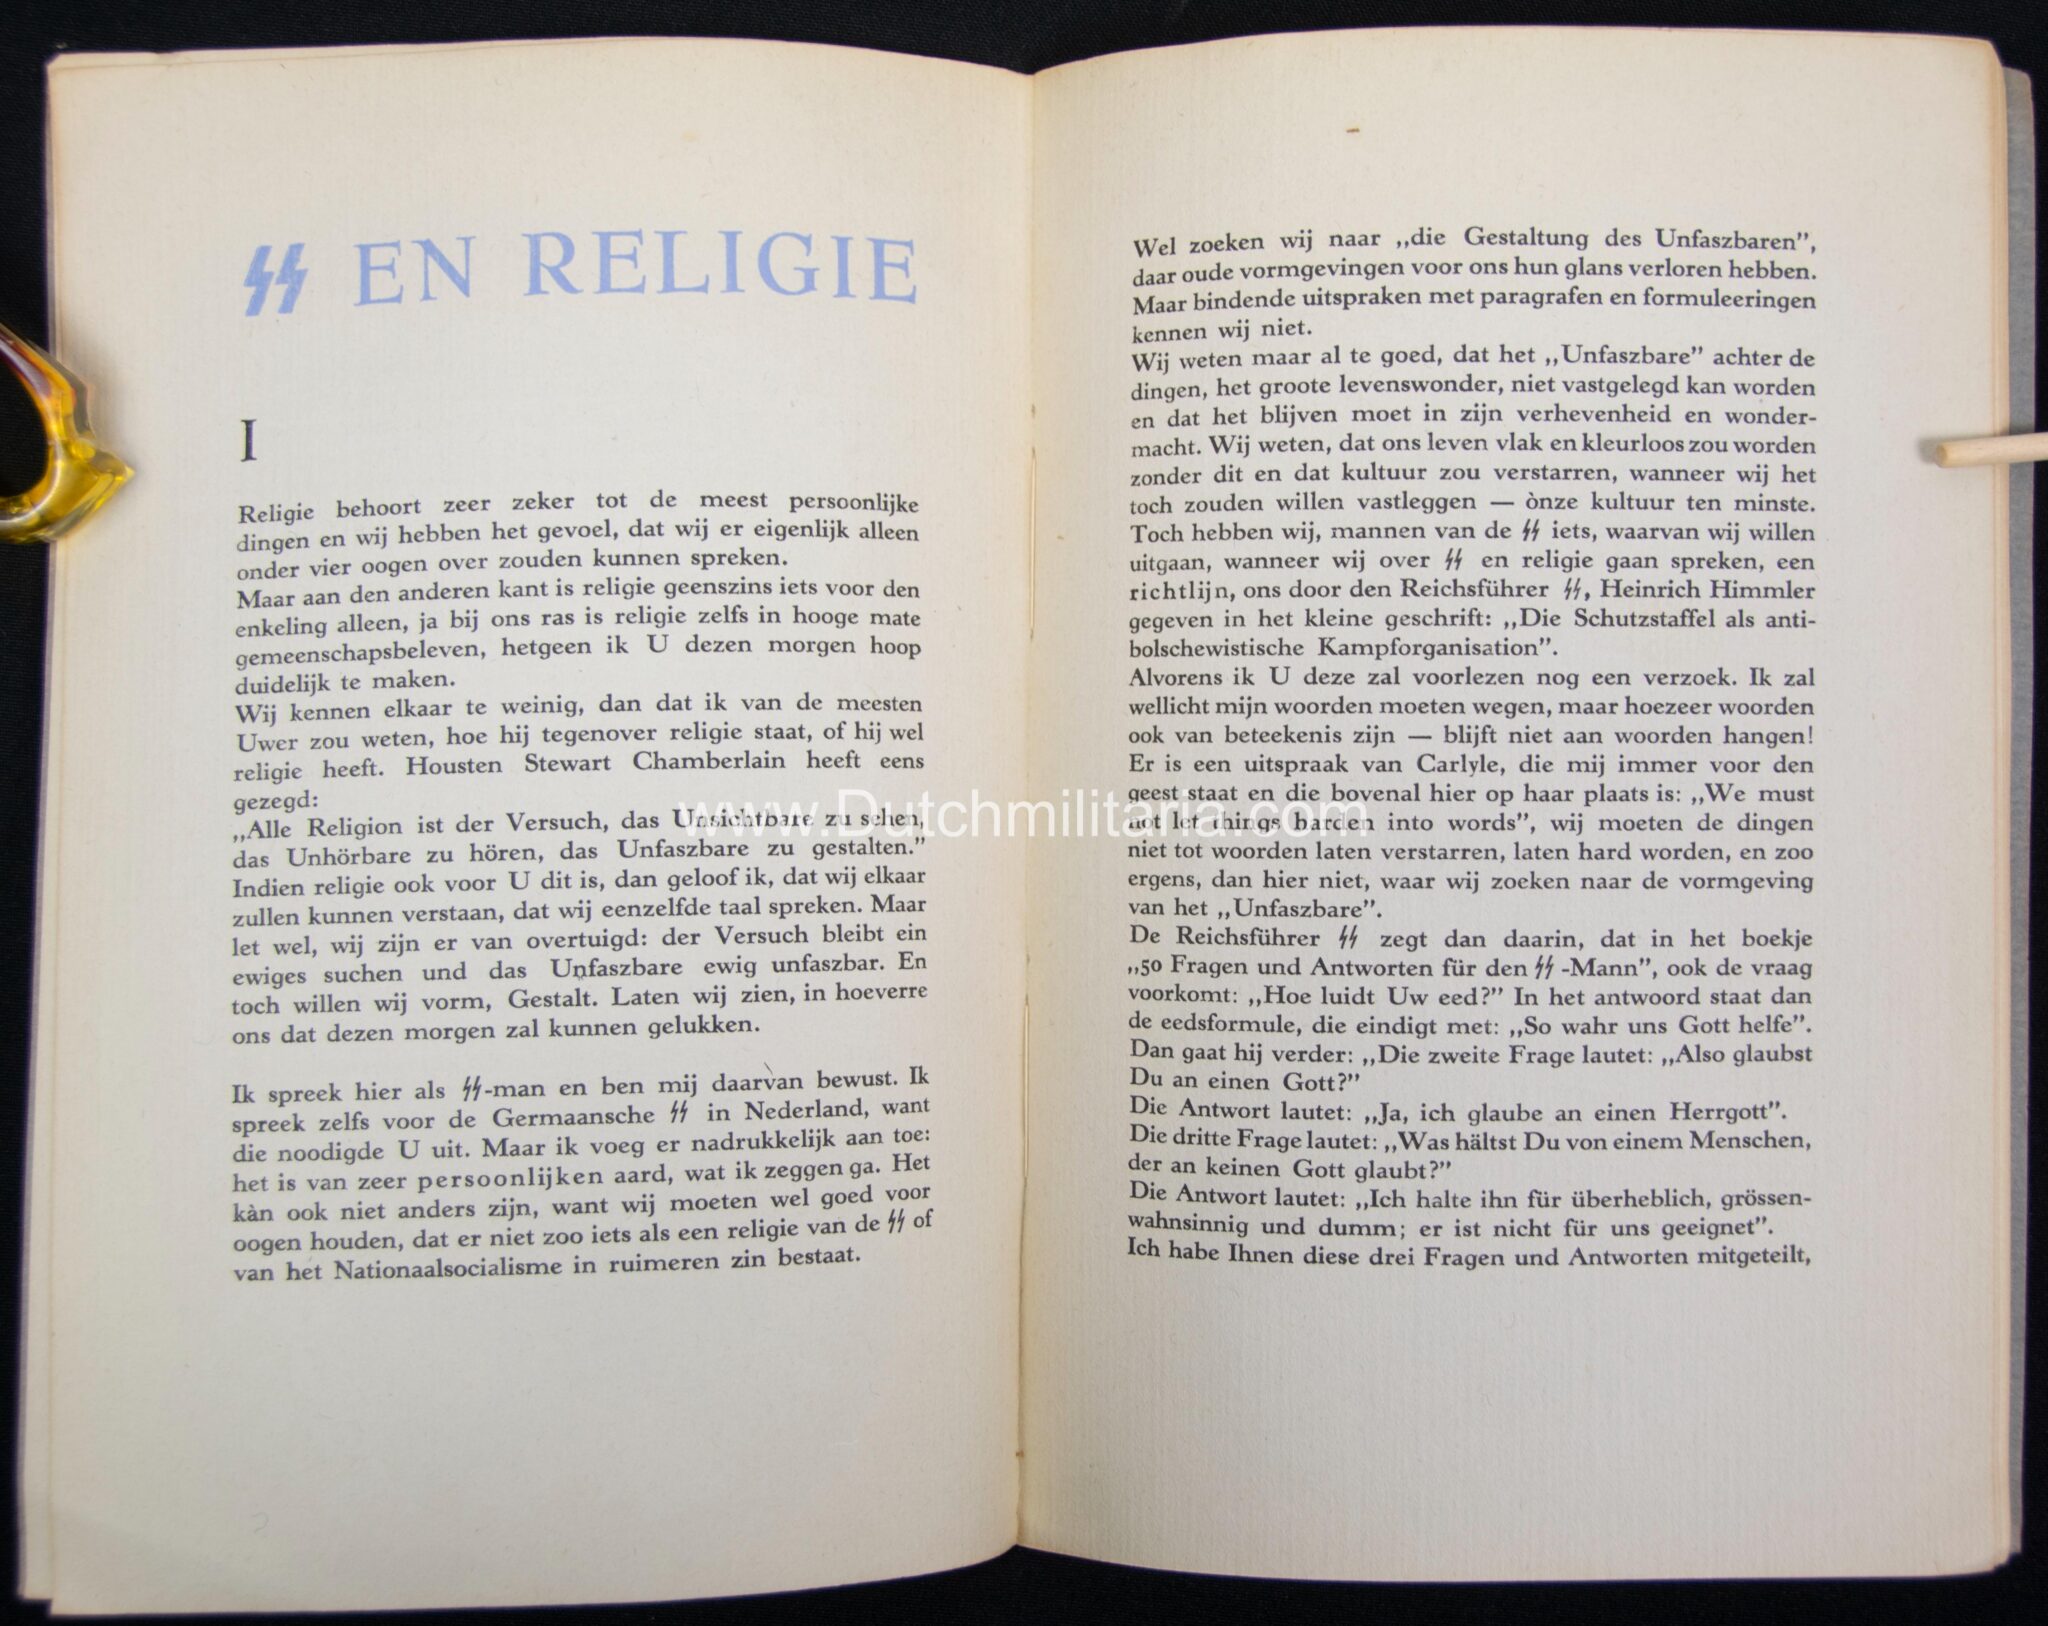 SS EN RELIGIE
I
Religie behoort zeer zeker tot de meest persoonlijke
dingen en wij hebben het gevoel, dat wij er eigenlijk alleen
onder vier oogen over zouden kunnen spreken.
Maar aan den anderen kant is religie geenszins iets voor den
enkeling alleen, ja bij ons ras is religie zelfs in hooge mate
gemeenschapsbeleven, hetgeen ik U dezen morgen hoop
duidelijk te maken.
Wij kennen elkaar te weinig, dan dat ik van de meesten
Uwer zou weten, hoe hij tegenover religie staat, of hij wel
religie heeft. Housten Stewart Chamberlain heeft eens
gezegd:
„Alle Religion ist der Versuch, das Unsichtbare zu sehen,
das Unhörbare zu hören, das Unfaszbare zu gestalten.”
Indien religie ook voor U dit is, dan geloof ik, dat wij elkaar
zullen kunnen verstaan, dat wij eenzelfde taal spreken. Maar
let wel, wij zijn er van overtuigd: der Versuch bleibt ein
ewiges suchen und das Unfaszbare ewig unfaszbar. En
toch willen wij vorm, Gestalt. Laten wij zien, in hoeverre
ons dat dezen morgen zal kunnen gelukken.
Ik spreek hier als SS-man en ben mij daarvan bewust. Ik
spreek zelfs voor de Germaansche SS in Nederland, want
die noodigde U uit. Maar ik voeg er nadrukkelijk aan toe:
het is van zeer persoonlijken aard, wat ik zeggen ga. Het
kàn ook niet anders zijn, want wij moeten wel goed voor
oogen houden, dat er niet zoo iets als een religie van de SS of
van het Nationaalsocialisme in ruimeren zin bestaat.
Wel zoeken wij naar „die Gestaltung des Unfaszbaren”,
daar oude vormgevingen voor ons hun glans verloren hebben.
Maar bindende uitspraken met paragrafen en formuleeringen
kennen wij niet.
Wij weten maar al te goed, dat het „Unfaszbare” achter de
dingen, het groote levenswonder, niet vastgelegd kan worden
en dat het blijven moet in zijn verhevenheid en wonder-
macht. Wij weten, dat ons leven vlak en kleurloos zou worden
zonder dit en dat kultuur zou verstarren, wanneer wij het
toch zouden willen vastleggen — ònze kultuur ten minste.
Toch hebben wij, mannen van de SS iets, waarvan wij willen
uitgaan, wanneer wij over SS en religie gaan spreken, een
richtlijn, ons door den Reichsführer SS, Heinrich Himmler
gegeven in het kleine geschrift: „Die Schutzstaffel als anti-
bolschewistische Kampforganisation”.
Alvorens ik U deze zal voorlezen nog een verzoek. Ik zal
wellicht mijn woorden moeten wegen, maar hoezeer woorden
ook van beteekenis zijn — blijft niet aan woorden hangen!
Er is een uitspraak van Carlyle, die mij immer voor den
geest staat en die bovenal hier op haar plaats is: „We must
not let things harden into words”, wij moeten de dingen
niet tot woorden laten verstarren, laten hard worden, en zoo
ergens, dan hier niet, waar wij zoeken naar de vormgeving
van het „Unfaszbare”.
De Reichsführer SS zegt dan daarin, dat in het boekje
„50 Fragen und Antworten für den SS-Mann”, ook de vraag
voorkomt: „Hoe luidt Uw eed?” In het antwoord staat dan
de eedsformule, die eindigt met: „So wahr uns Gott helfe”.
Dan gaat hij verder: „Die zweite Frage lautet: „Also glaubst
Du an einen Gott?”
Die Antwort lautet: „Ja, ich glaube an einen Herrgott”.
Die dritte Frage lautet: „Was hältst Du von einem Menschen,
der an keinen Gott glaubt?”
Die Antwort lautet: „Ich halte ihn für überheblich, grössen-
wahnsinnig und dumm; er ist nicht für uns geeignet”.
Ich habe Ihnen diese drei Fragen und Antworten mitgeteilt,
www.Dutchmilitaria.com